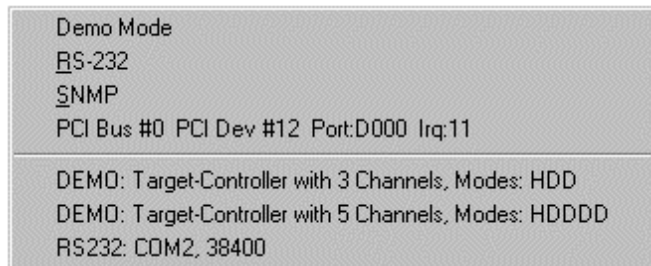 Demo Mode
RS-232
SNMP
PCI Bus #0 PCI Dev #12 Port:D000 Irq:11
DEMO: Target-Controller with 3 Channels, Modes: HDD
DEMO: Target-Controller with 5 Channels, Modes: HDDDD
RS232: COM2, 38400